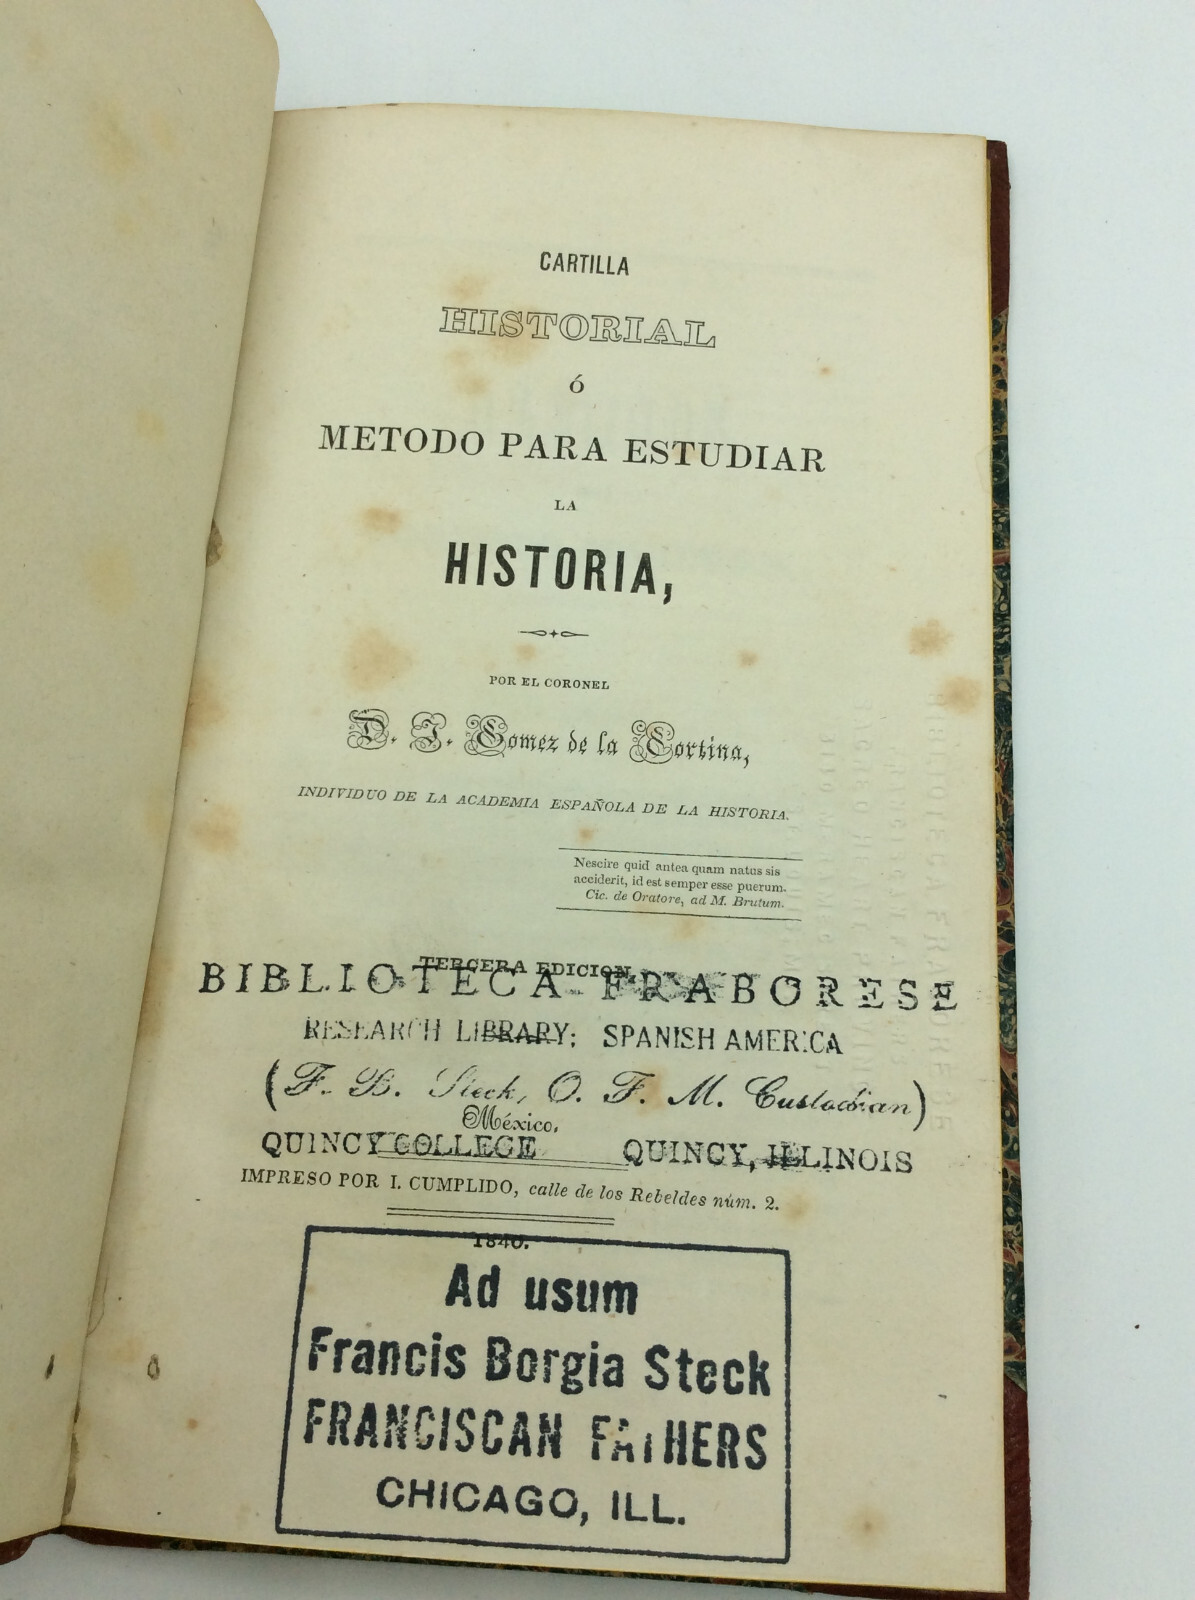 CARTILLA
HISTORIAL
ó
METODO PARA ESTUDIAR
LA
HISTORIA,
POR EL CORONEL
D. J. Gomez de la Cortina,
INDIVIDUO DE LA ACADEMIA ESPAÑOLA DE LA HISTORIA.
Nescire quid antea quam natus sis
acciderit, id est semper esse puerum.
Cic. de Oratore, ad M. Brutum.
TERCERA EDICION.
BIBLIOTECA FRABORESE
RESEARCH LIBRARY: SPANISH AMERICA
(F. B. Steck, O. F. M. Custodian)
México,
QUINCY COLLEGE QUINCY, ILLINOIS
IMPRESO POR I. CUMPLIDO, calle de los Rebeldes núm. 2.
1840.
Ad usum
Francis Borgia Steck
FRANCISCAN FATHERS
CHICAGO, ILL.